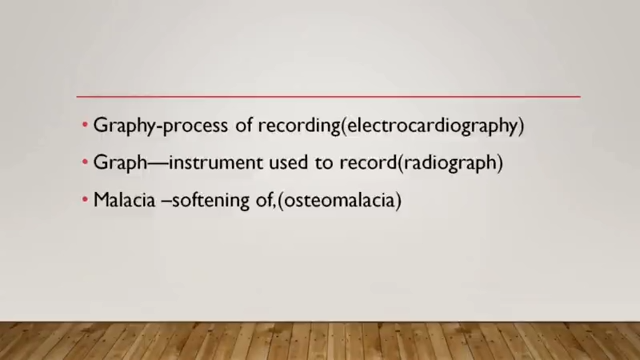 • Graphy-process of recording(electrocardiography)
• Graph—instrument used to record(radiograph)
• Malacia –softening of,(osteomalacia)